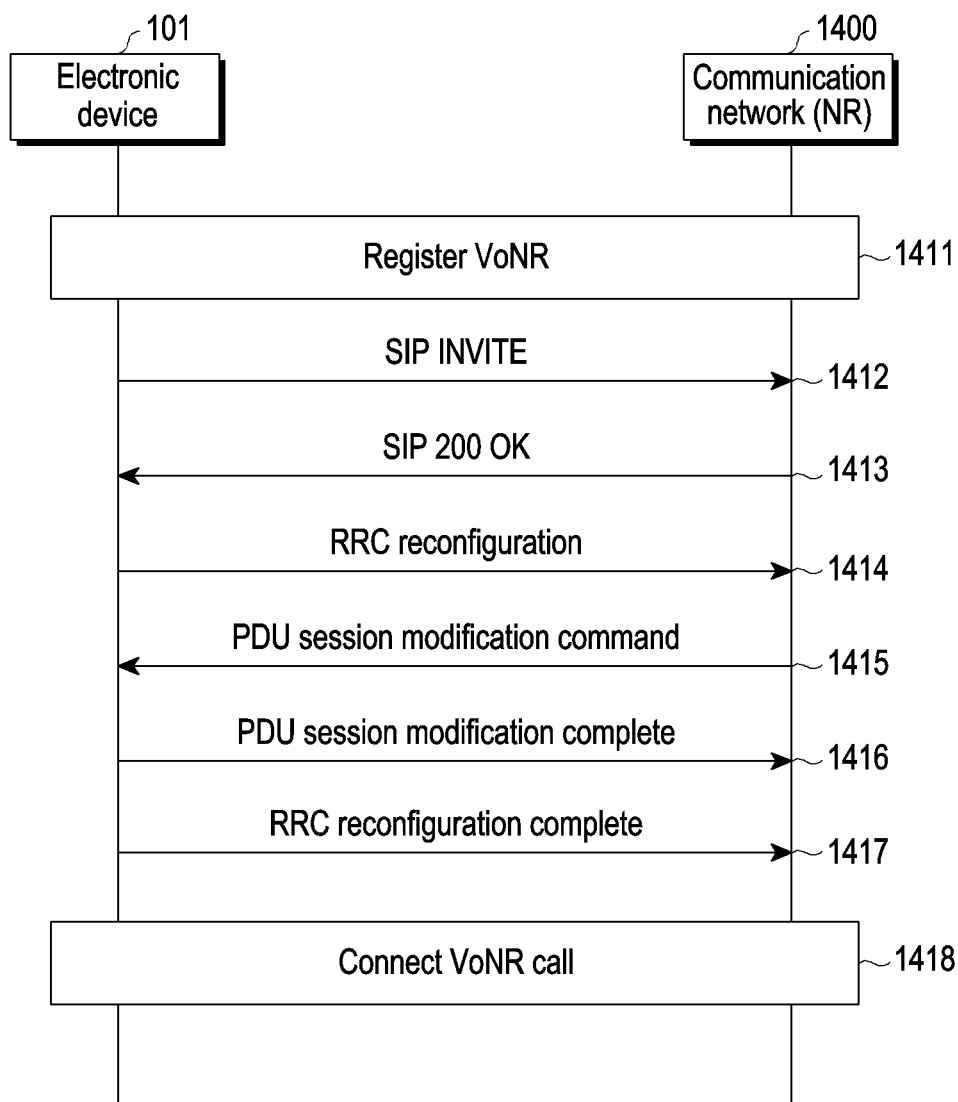 101
Electronic
device
1400
Communication
network (NR)
Register VoNR
1411
SIP INVITE
1412
SIP 200 OK
1413
RRC reconfiguration
1414
PDU session modification command
1415
PDU session modification complete
1416
RRC reconfiguration complete
1417
Connect VoNR call
1418